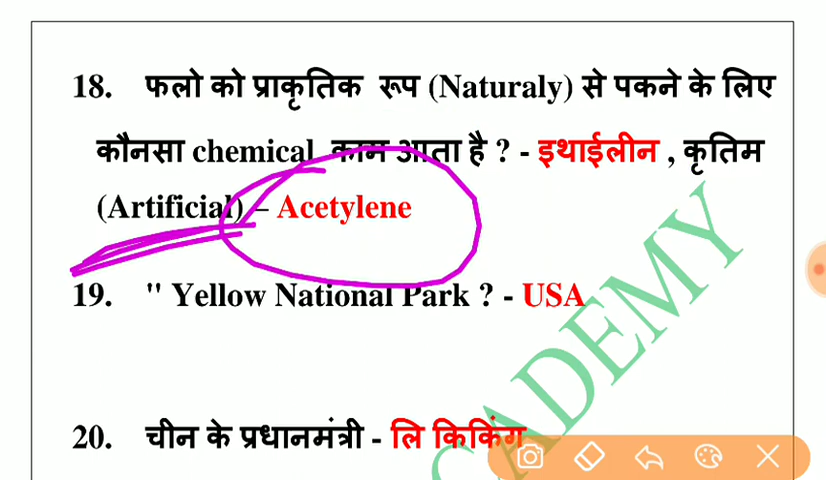 18. फलो को प्राकृतिक रूप (Naturaly) से पकने के लिए
कौनसा chemical काम आता है ? - इथाईलीन , कृतिम
(Artificial) – Acetylene
19. " Yellow National Park ? - USA
20. चीन के प्रधानमंत्री - लि किकिंग
CADEMY